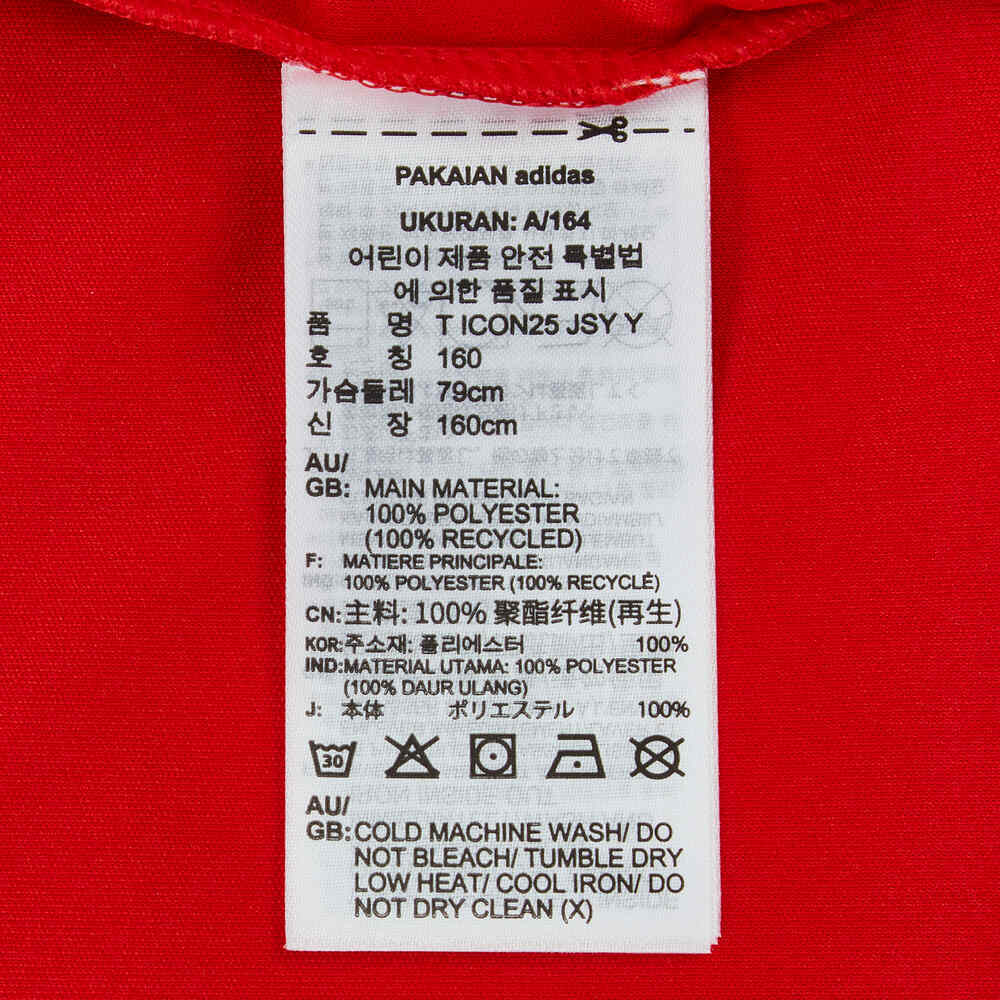 PAKAIAN adidas
UKURAN: A/164
어린이 제품 안전 특별법
에 의한 품질 표시
품 명 T ICON25 JSY Y
호 칭 160
가슴둘레 79cm
신 장 160cm
AU/
GB: MAIN MATERIAL:
100% POLYESTER
(100% RECYCLED)
F: MATIERE PRINCIPALE:
100% POLYESTER (100% RECYCLÉ)
CN: 主料: 100% 聚酯纤维(再生)
KOR: 주소재: 폴리에스터 100%
IND: MATERIAL UTAMA: 100% POLYESTER
(100% DAUR ULANG)
J: 本体 ポリエステル 100%
30
AU/
GB: COLD MACHINE WASH/ DO
NOT BLEACH/ TUMBLE DRY
LOW HEAT/ COOL IRON/ DO
NOT DRY CLEAN (X)